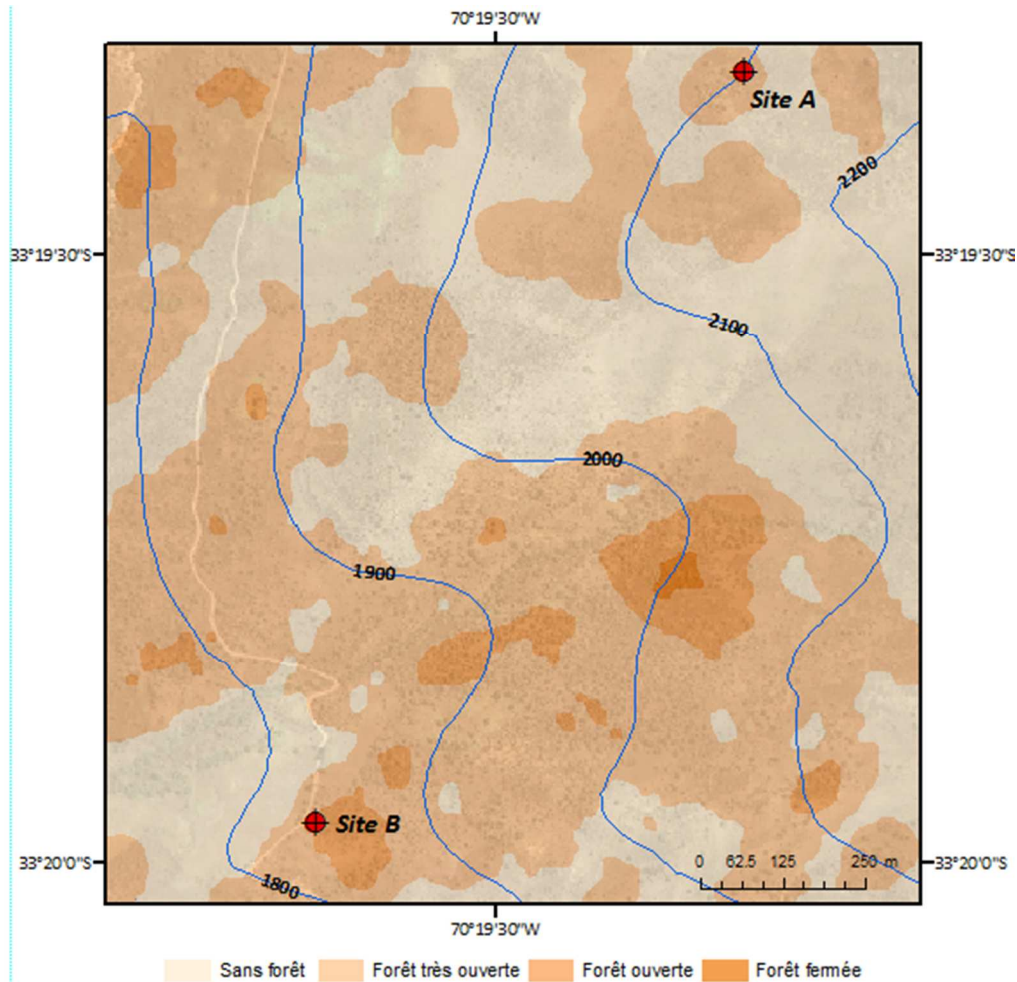 70°19'30"W
Site A
2200
33°19'30"S
33°19'30"S
2100
2000
1900
Site B
0 62.5 125 250 m
33°20'0"S
33°20'0"S
1800
70°19'30"W
Sans forêt
Forêt très ouverte
Forêt ouverte
Forêt fermée